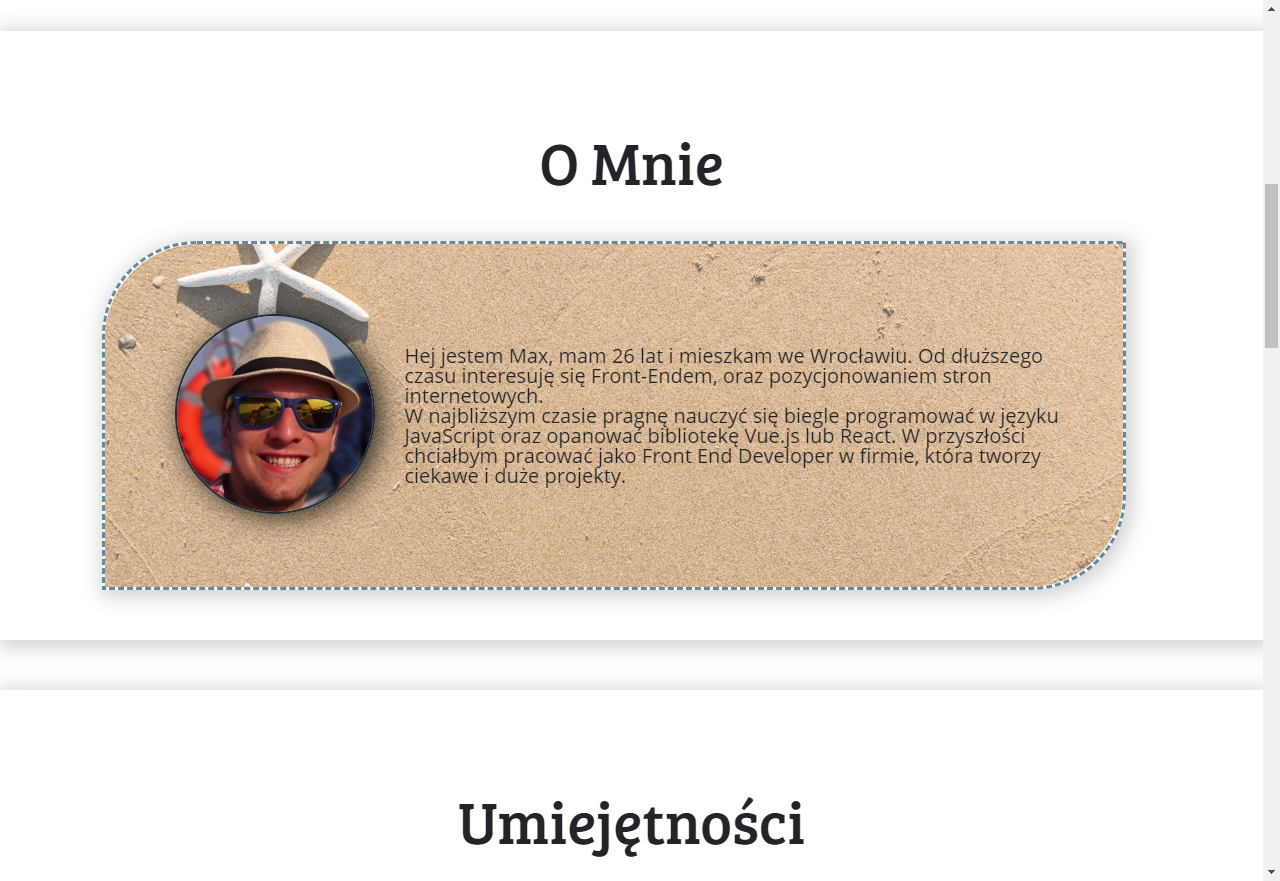 O Mnie
Hej jestem Max, mam 26 lat i mieszkam we Wrocławiu. Od dłuższego
czasu interesuję się Front-Endem, oraz pozycjonowaniem stron
internetowych.
W najbliższym czasie pragnę nauczyć się biegle programować w języku
JavaScript oraz opanować bibliotekę Vue.js lub React. W przyszłości
chciałbym pracować jako Front End Developer w firmie, która tworzy
ciekawe i duże projekty.
Umiejętności